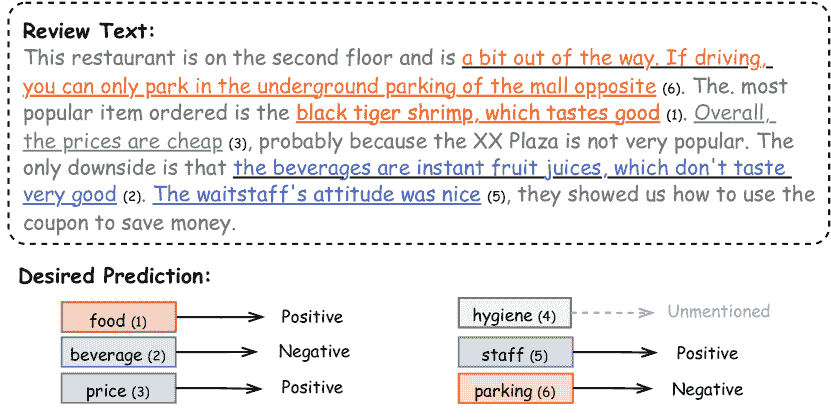 Review Text:
This restaurant is on the second floor and is a bit out of the way. If driving,
you can only park in the underground parking of the mall opposite (6). The. most
popular item ordered is the black tiger shrimp, which tastes good (1). Overall,
the prices are cheap (3), probably because the XX Plaza is not very popular. The
only downside is that the beverages are instant fruit juices, which don't taste
very good (2). The waitstaff's attitude was nice (5), they showed us how to use the
coupon to save money.
Desired Prediction:
food (1) Positive
hygiene (4) Unmentioned
beverage (2) Negative
staff (5) Positive
price (3) Positive
parking (6) Negative